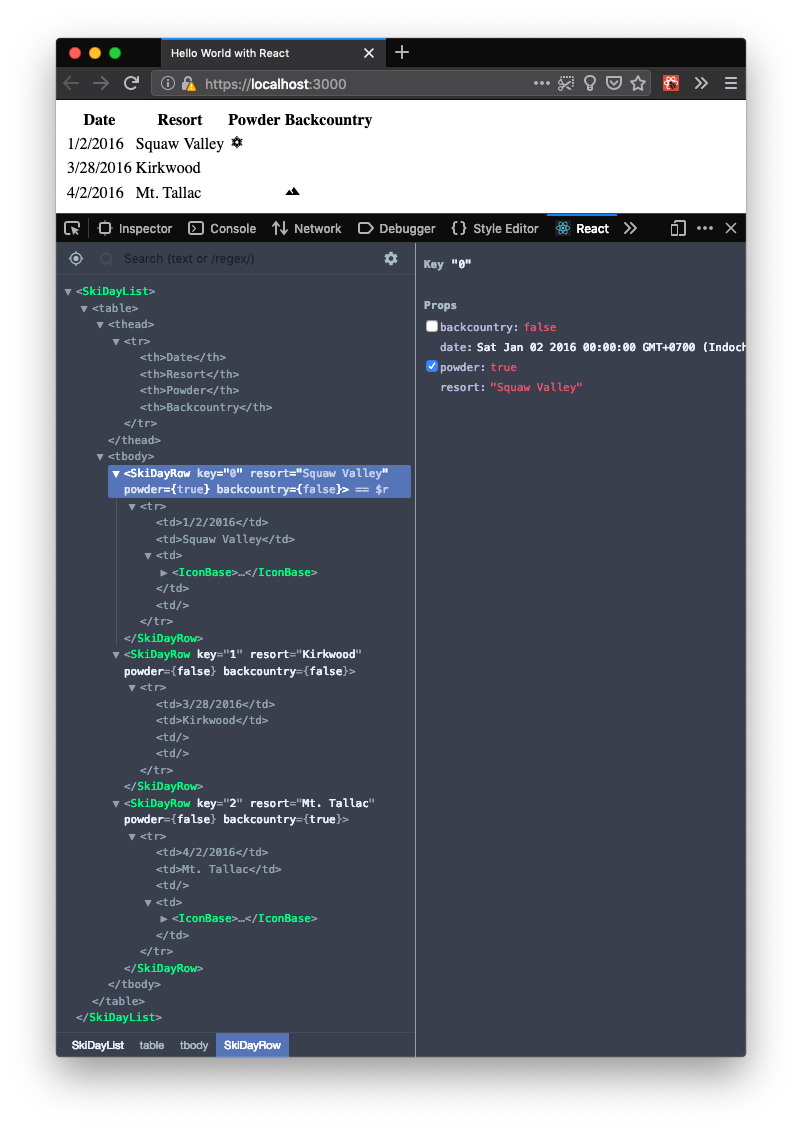 Hello World with React
https://localhost:3000
Date Resort Powder Backcountry
1/2/2016 Squaw Valley
3/28/2016 Kirkwood
4/2/2016 Mt. Tallac
Inspector Console Network Debugger Style Editor React
Search (text or /regex/)
<SkiDayList>
<table>
<thead>
<tr>
<th>Date</th>
<th>Resort</th>
<th>Powder</th>
<th>Backcountry</th>
</tr>
</thead>
<tbody>
<SkiDayRow key="0" resort="Squaw Valley"
powder={true} backcountry={false}> == $r
<tr>
<td>1/2/2016</td>
<td>Squaw Valley</td>
<td>
<IconBase>…</IconBase>
</td>
<td/>
</tr>
</SkiDayRow>
<SkiDayRow key="1" resort="Kirkwood"
powder={false} backcountry={false}>
<tr>
<td>3/28/2016</td>
<td>Kirkwood</td>
<td/>
<td/>
</tr>
</SkiDayRow>
<SkiDayRow key="2" resort="Mt. Tallac"
powder={false} backcountry={true}>
<tr>
<td>4/2/2016</td>
<td>Mt. Tallac</td>
<td/>
<td>
<IconBase>…</IconBase>
</td>
</tr>
</SkiDayRow>
</tbody>
</table>
</SkiDayList>
SkiDayList table tbody SkiDayRow
Key "0"
Props
backcountry: false
date: Sat Jan 02 2016 00:00:00 GMT+0700 (Indoch
powder: true
resort: "Squaw Valley"